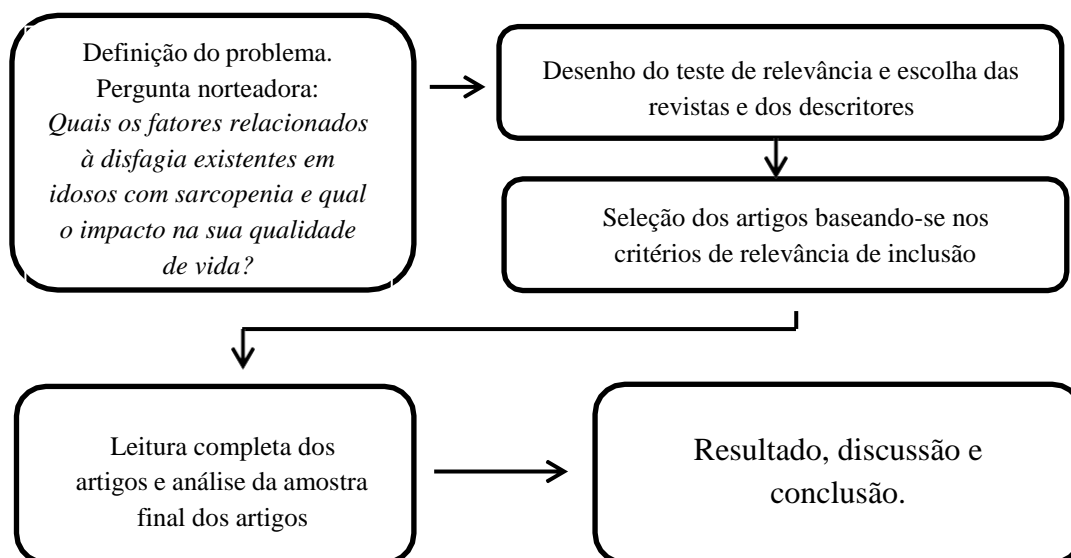 Definição do problema.
Pergunta norteadora:
Quais os fatores relacionados
à disfagia existentes em
idosos com sarcopenia e qual
o impacto na sua qualidade
de vida?
Desenho do teste de relevância e escolha das
revistas e dos descritores
Seleção dos artigos baseando-se nos
critérios de relevância de inclusão
Leitura completa dos
artigos e análise da amostra
final dos artigos
Resultado, discussão e
conclusão.